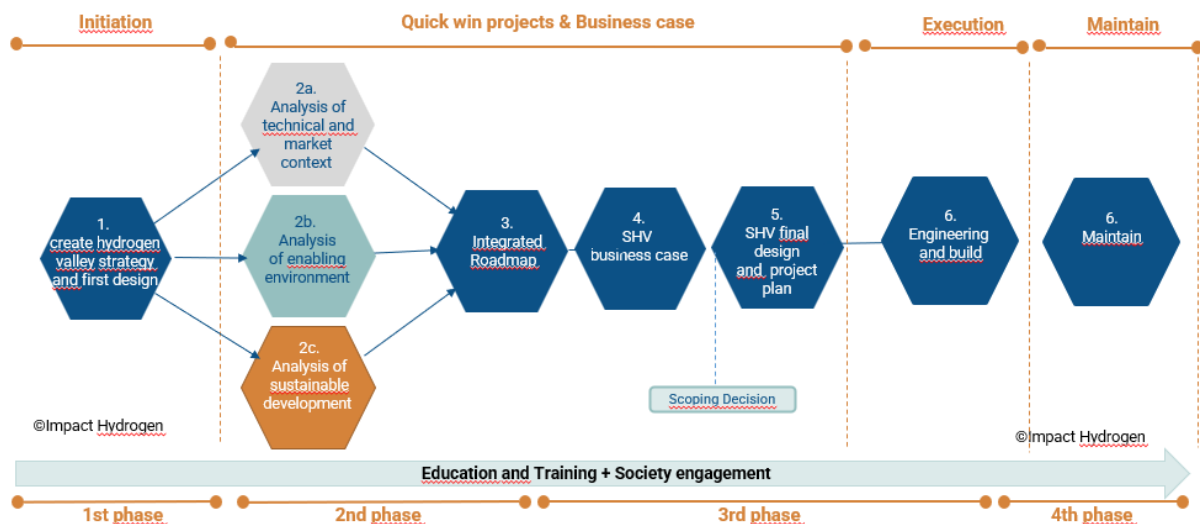 Initiation
Quick win projects & Business case
Execution
Maintain
2a.
Analysis of
technical and
market
context
1.
create hydrogen
valley strategy
and first design
2b.
Analysis
of enabling
environment
2c.
Analysis of
sustainable
development
3.
Integrated
Roadmap
4.
SHV
business case
5.
SHV final
design
and project
plan
6.
Engineering
and build
6.
Maintain
Scoping Decision
©Impact Hydrogen
©Impact Hydrogen
Education and Training + Society engagement
1st phase
2nd phase
3rd phase
4th phase